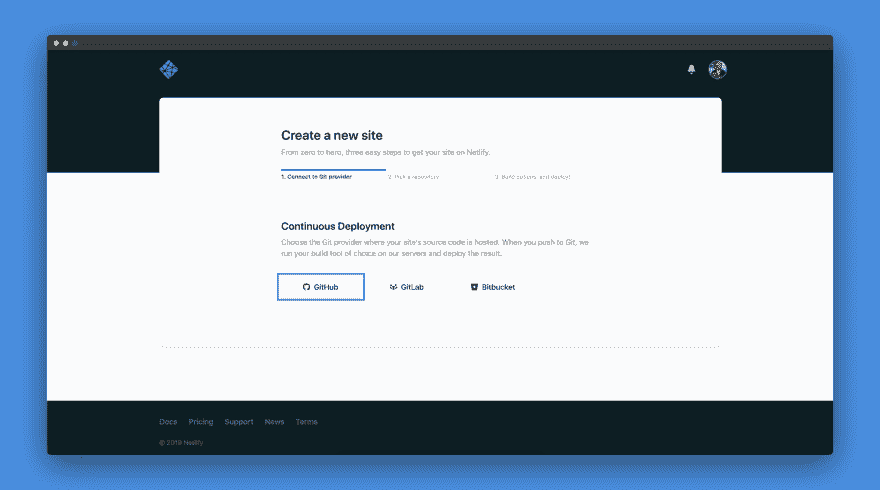 Create a new site
From zero to hero, three easy steps to get your site on Netlify.
1. Connect to Git provider
2. Pick a repository
3. Build options, and deploy!
Continuous Deployment
Choose the Git provider where your site's source code is hosted. When you push to Git, we
run your build tool of choice on our servers and deploy the result.
GitHub
GitLab
Bitbucket
Docs
Pricing
Support
News
Terms
© 2019 Netlify